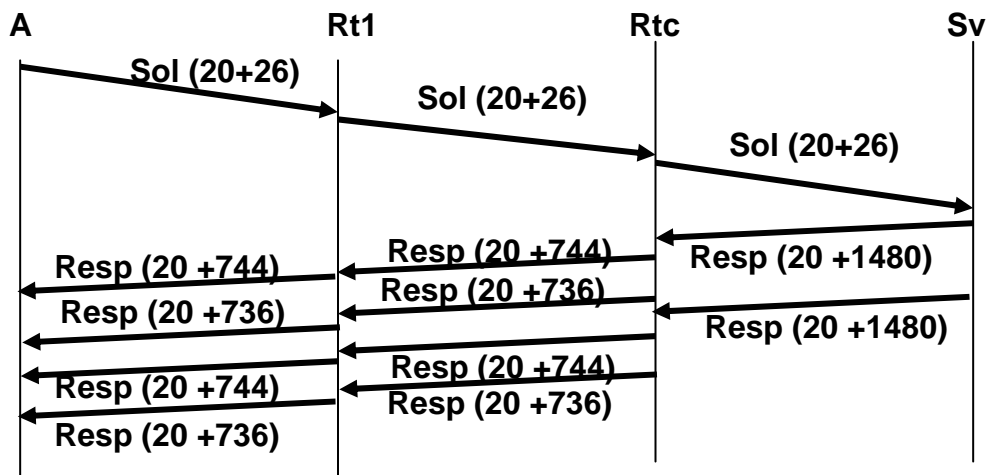 A Rt1 Rtc Sv
Sol (20+26)
Sol (20+26)
Sol (20+26)
Resp (20 +744)
Resp (20 +744)
Resp (20 +1480)
Resp (20 +736)
Resp (20 +736)
Resp (20 +1480)
Resp (20 +744)
Resp (20 +744)
Resp (20 +736)
Resp (20 +736)